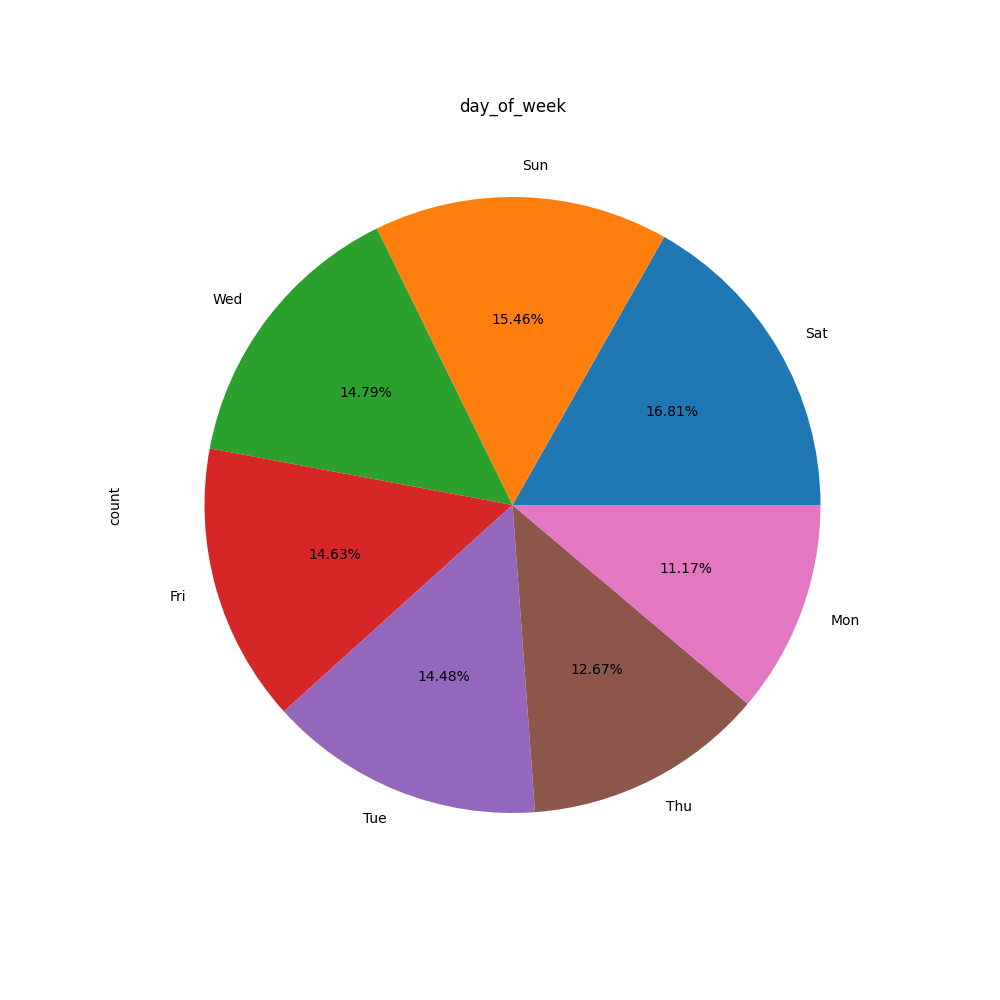 day_of_week
Sun
Wed
Sat
15.46%
14.79%
16.81%
count
Fri
14.63%
11.17%
Mon
14.48%
12.67%
Tue
Thu